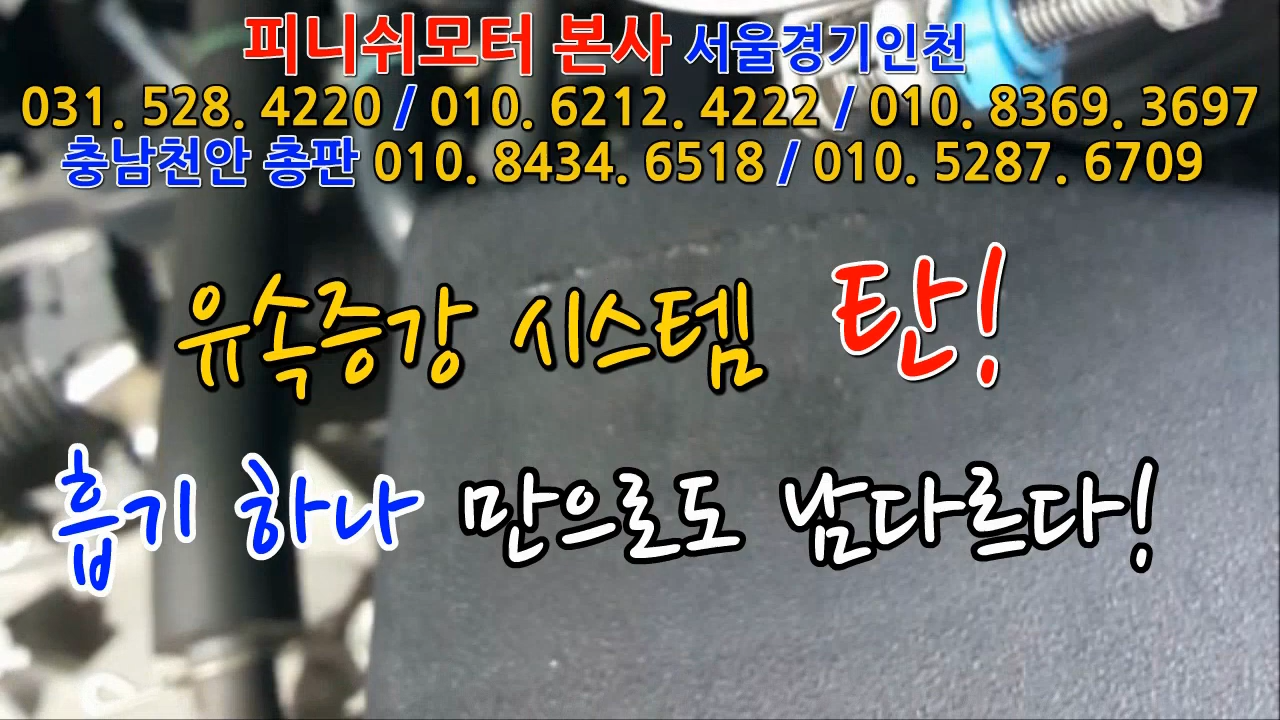 피니쉬모터 본사 서울경기인천
031. 528. 4220 / 010. 6212. 4222 / 010. 8369. 3697
충남천안 총판 010. 8434. 6518 / 010. 5287. 6709
유속증강 시스템 탄!
흡기 하나 만으로도 남다르다!